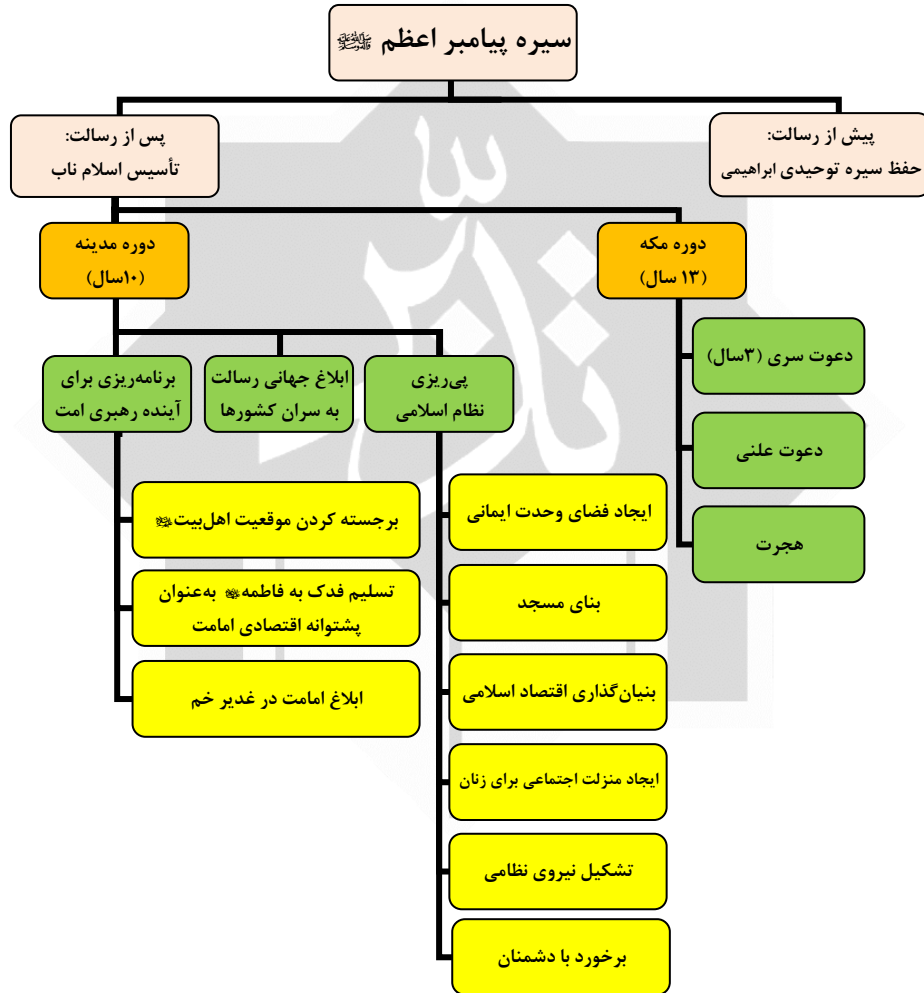 سیره پیامبر اعظم ﷺ
پیش از رسالت:
حفظ سیره توحیدی ابراهیمی
پس از رسالت:
تأسیس اسلام ناب
دوره مکه
(۱۳ سال)
دعوت سری (۳سال)
دعوت علنی
هجرت
دوره مدینه
(۱۰سال)
پی‌ریزی
نظام اسلامی
ایجاد فضای وحدت ایمانی
بنای مسجد
بنیان‌گذاری اقتصاد اسلامی
ایجاد منزلت اجتماعی برای زنان
تشکیل نیروی نظامی
برخورد با دشمنان
ابلاغ جهانی رسالت
به سران کشورها
برنامه‌ریزی برای
آینده رهبری امت
برجسته کردن موقعیت اهل‌بیت
تسلیم فدک به فاطمه به‌عنوان
پشتوانه اقتصادی امامت
ابلاغ امامت در غدیر خم